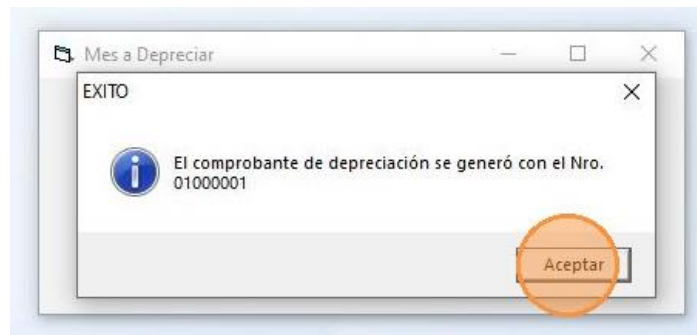 Mes a Depreciar
EXITO
El comprobante de depreciación se generó con el Nro.
01000001
Aceptar